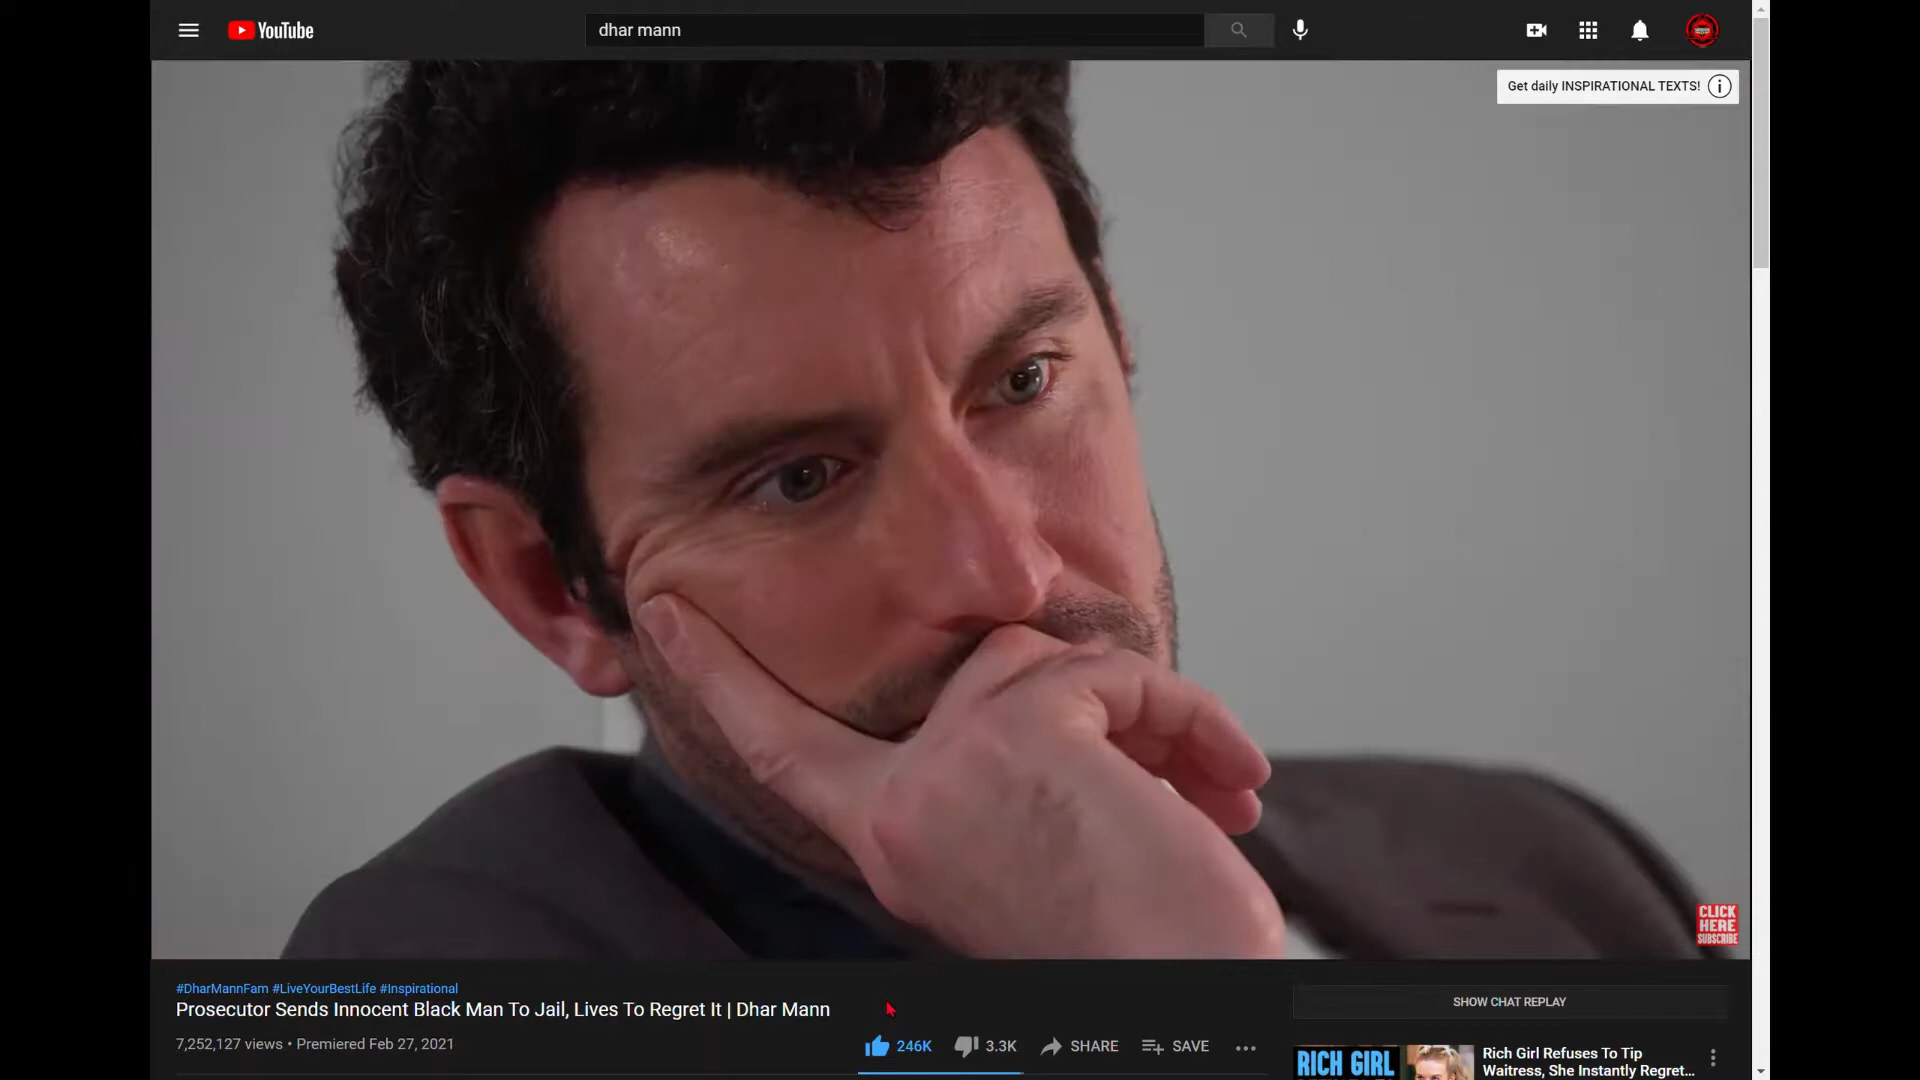 YouTube
dhar mann
Get daily INSPIRATIONAL TEXTS!
CLICK
HERE
SUBSCRIBE
#DharMannFam #LiveYourBestLife #Inspirational
Prosecutor Sends Innocent Black Man To Jail, Lives To Regret It | Dhar Mann
7,252,127 views • Premiered Feb 27, 2021
246K
3.3K
SHARE
SAVE
SHOW CHAT REPLAY
RICH GIRL
Rich Girl Refuses To Tip
Waitress, She Instantly Regret...